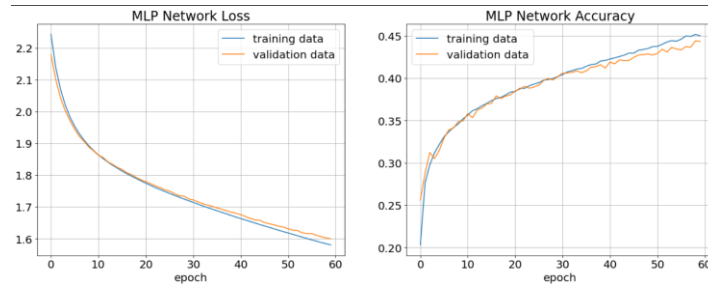 MLP Network Loss
training data
validation data
2.2
2.1
2.0
1.9
1.8
1.7
1.6
0 10 20 30 40 50 60
epoch
MLP Network Accuracy
training data
validation data
0.45
0.40
0.35
0.30
0.25
0.20
0 10 20 30 40 50 60
epoch